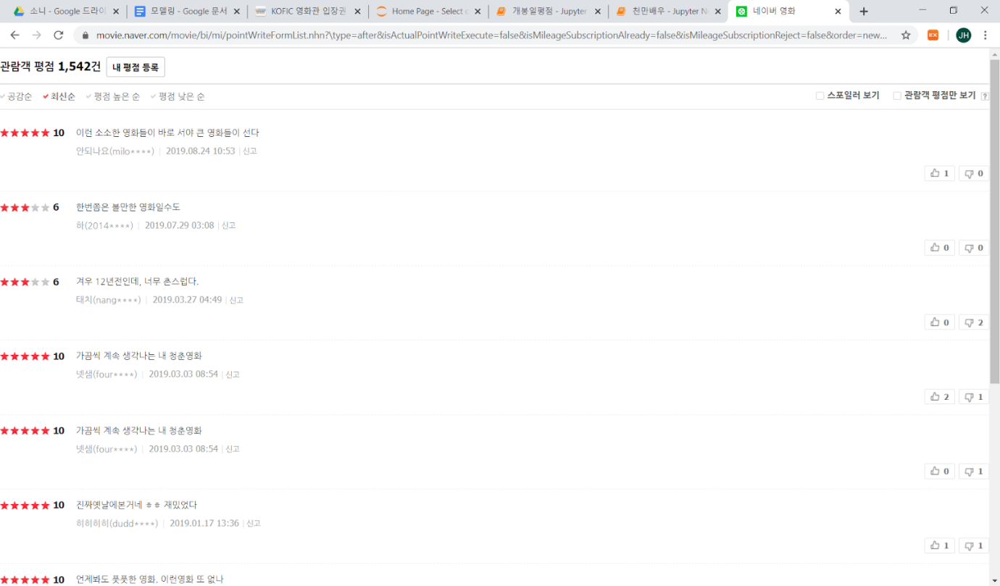 소니 - Google 드라이
모델링 - Google 문서
KOFIC 영화관 입장권
Home Page - Select o
개봉일평점 - Jupyter
천만배우 - Jupyter N
네이버 영화
movie.naver.com/movie/bi/mi/pointWriteFormList.nhn?\type=after&isActualPointWriteExecute=false&isMileageSubscriptionAlready=false&isMileageSubscriptionReject=false&order=new...
EX
JH
관람객 평점 1,542건 내 평점 등록
공감순 최신순 평점 높은 순 평점 낮은 순 스포일러 보기 관람객 평점만 보기 ?
10 이런 소소한 영화들이 바로 서야 큰 영화들이 선다
안되나요(milo****) 2019.08.24 10:53 신고
1 0
6 한번쯤은 볼만한 영화일수도
하(2014****) 2019.07.29 03:08 신고
0 0
6 겨우 12년전인데, 너무 촌스럽다.
태치(nang****) 2019.03.27 04:49 신고
0 2
10 가끔씩 계속 생각나는 내 청춘영화
넷샘(four****) 2019.03.03 08:54 신고
2 1
10 가끔씩 계속 생각나는 내 청춘영화
넷샘(four****) 2019.03.03 08:54 신고
0 1
10 진짜옛날에본거네 ㅎㅎ 재밌었다
히히히히(dudd****) 2019.01.17 13:36 신고
1 1
10 언제봐도 풋풋한 영화. 이런영화 또 없나